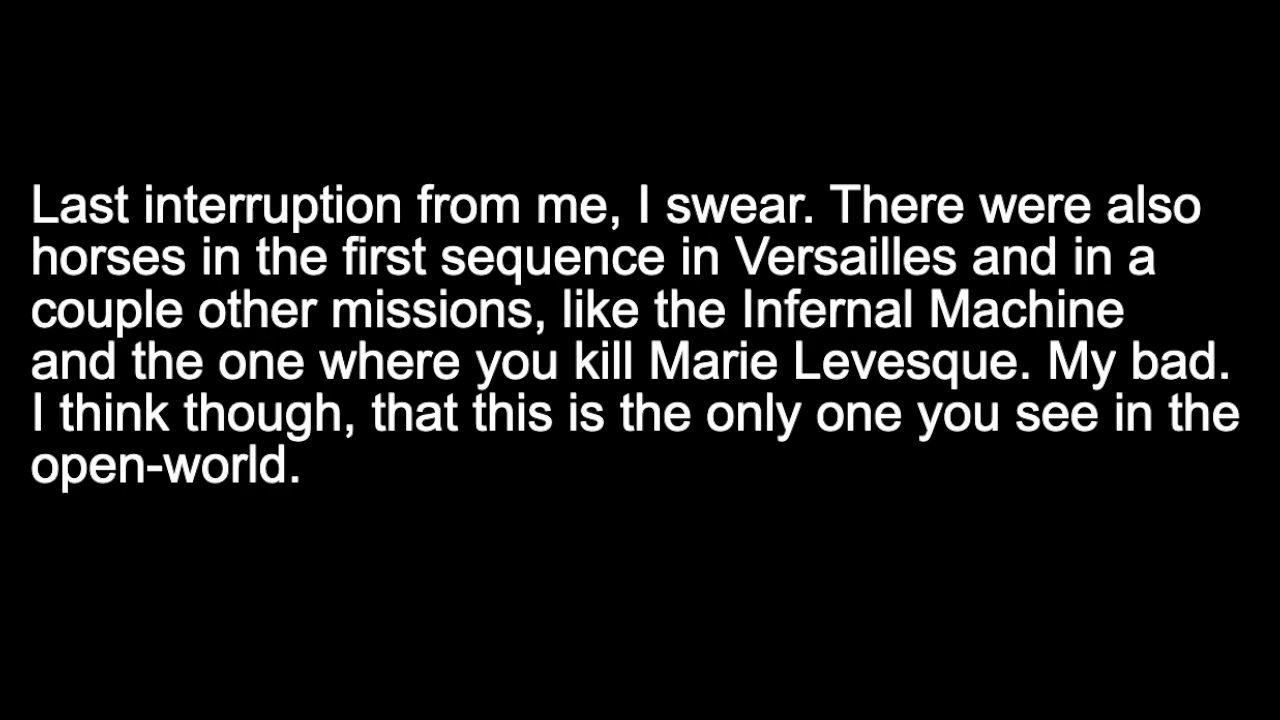 Last interruption from me, I swear. There were also
horses in the first sequence in Versailles and in a
couple other missions, like the Infernal Machine
and the one where you kill Marie Levesque. My bad.
I think though, that this is the only one you see in the
open-world.